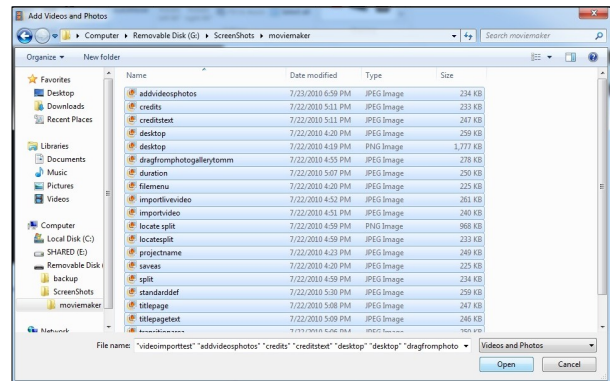 Add Videos and Photos
Computer ▸ Removable Disk (G:) ▸ ScreenShots ▸ moviemaker
Search moviemaker
Organize New folder
Favorites
Desktop
Downloads
Recent Places
Libraries
Documents
Music
Pictures
Videos
Computer
Local Disk (C:)
SHARED (E:)
Removable Disk
backup
ScreenShots
moviemaker
Network
Name Date modified Type Size
addvideosphotos 7/23/2010 6:59 PM JPEG Image 234 KB
credits 7/22/2010 5:11 PM JPEG Image 233 KB
creditstext 7/22/2010 5:11 PM JPEG Image 247 KB
desktop 7/22/2010 4:20 PM JPEG Image 259 KB
desktop 7/22/2010 4:19 PM PNG Image 1,777 KB
dragfromphotogallerytomm 7/22/2010 4:55 PM JPEG Image 278 KB
duration 7/22/2010 5:07 PM JPEG Image 250 KB
filemenu 7/22/2010 4:20 PM JPEG Image 225 KB
importlivevideo 7/22/2010 4:52 PM JPEG Image 261 KB
importvideo 7/22/2010 4:51 PM JPEG Image 240 KB
locate split 7/22/2010 4:59 PM PNG Image 968 KB
locatesplit 7/22/2010 4:59 PM JPEG Image 233 KB
projectname 7/22/2010 4:23 PM JPEG Image 249 KB
saveas 7/22/2010 4:20 PM JPEG Image 225 KB
split 7/22/2010 4:59 PM JPEG Image 234 KB
standarddef 7/22/2010 5:30 PM JPEG Image 259 KB
titlepage 7/22/2010 5:08 PM JPEG Image 247 KB
titlepagetext 7/22/2010 5:09 PM JPEG Image 246 KB
transitionarea 7/22/2010 5:06 PM JPEG Image 250 KB
File name: "videoimporttest" "addvideosphotos" "credits" "creditstext" "desktop" "desktop" "dragfromphoto
Videos and Photos
Open Cancel